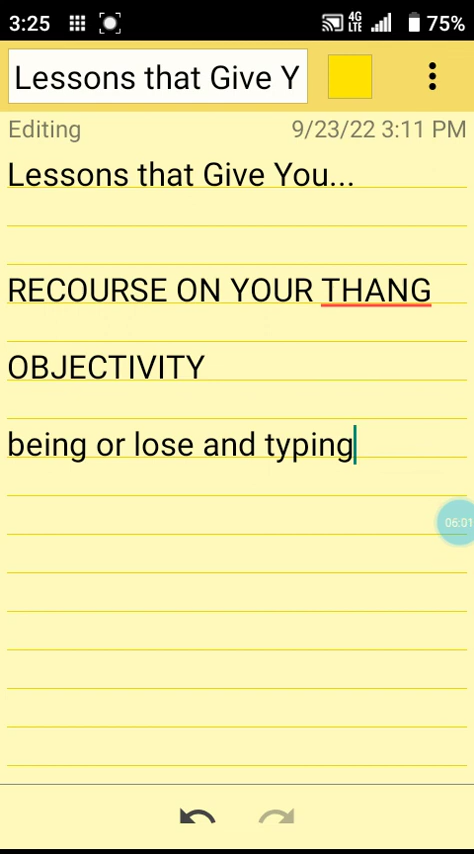 3:25 4G LTE 75%
Lessons that Give Y
Editing 9/23/22 3:11 PM
Lessons that Give You...
RECOURSE ON YOUR THANG
OBJECTIVITY
being or lose and typing
06:01